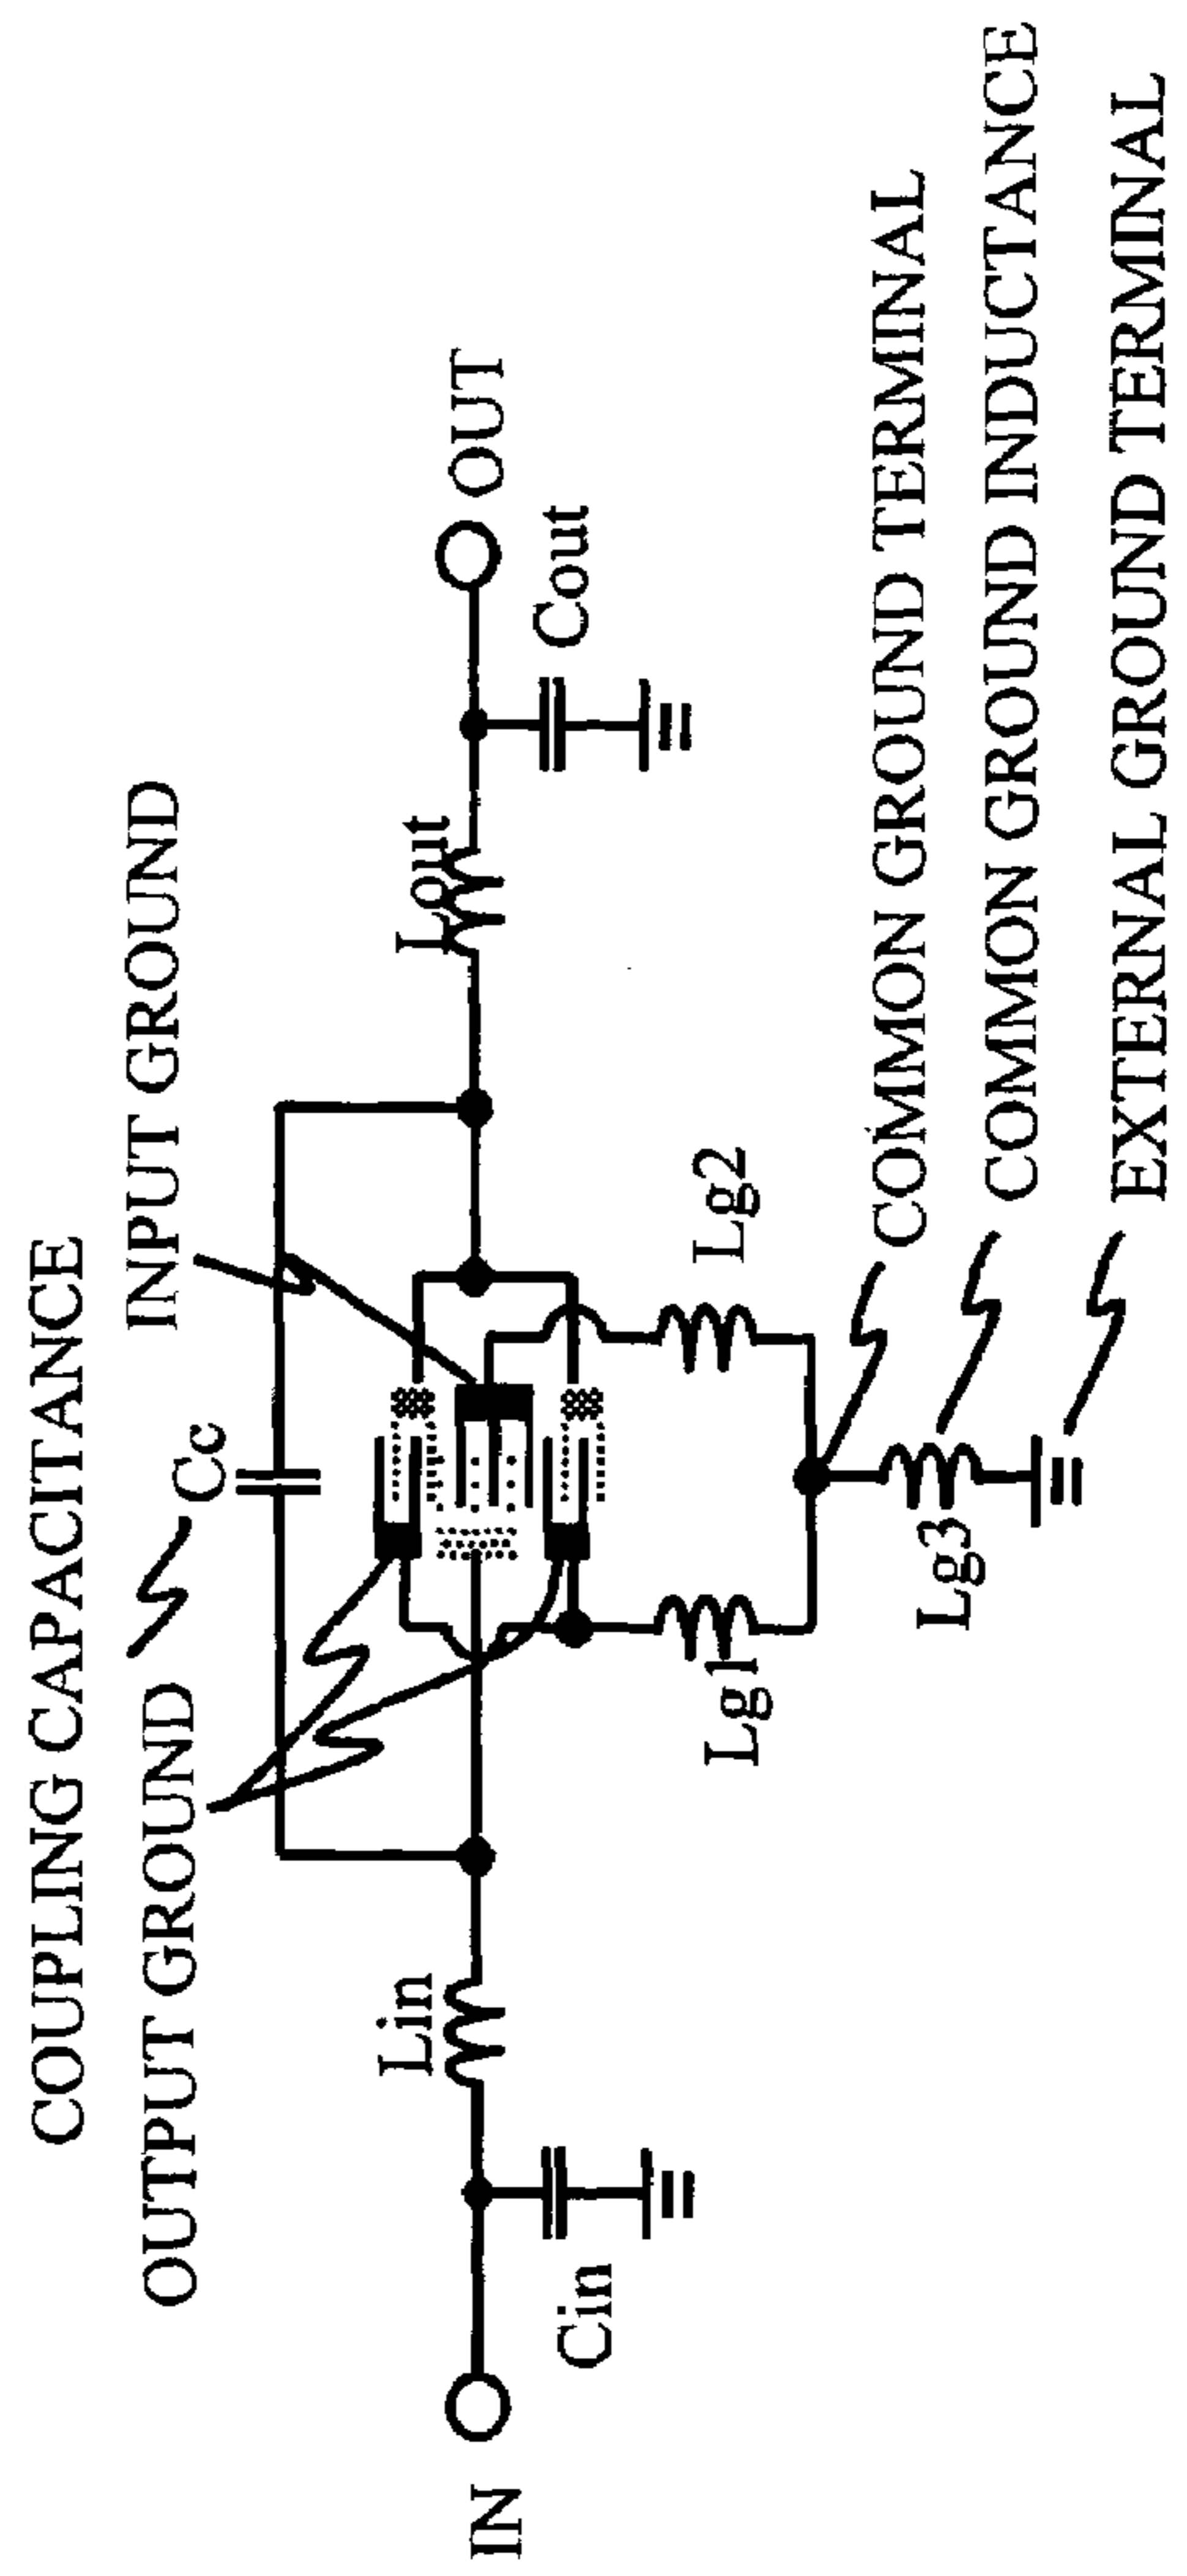 COUPLING CAPACITANCE
OUTPUT GROUND
INPUT GROUND
Cc
IN
Cin
Lin
Lout
OUT
Cout
Lg1
Lg2
Lg3
COMMON GROUND TERMINAL
COMMON GROUND INDUCTANCE
EXTERNAL GROUND TERMINAL